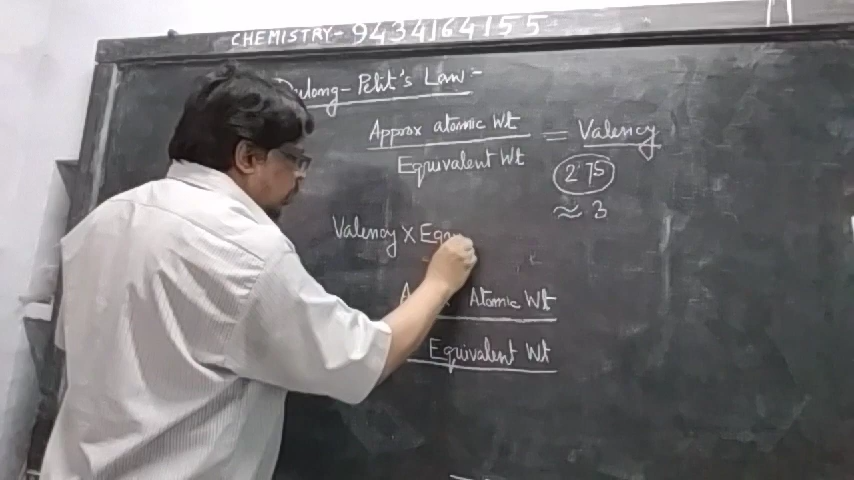 CHEMISTRY- 9434164155
Dulong-Petit's Law:-
Approx atomic Wt
Equivalent Wt
= Valency
2.75
≈ 3
Valency X Equ
Atomic Wt
Equivalent Wt